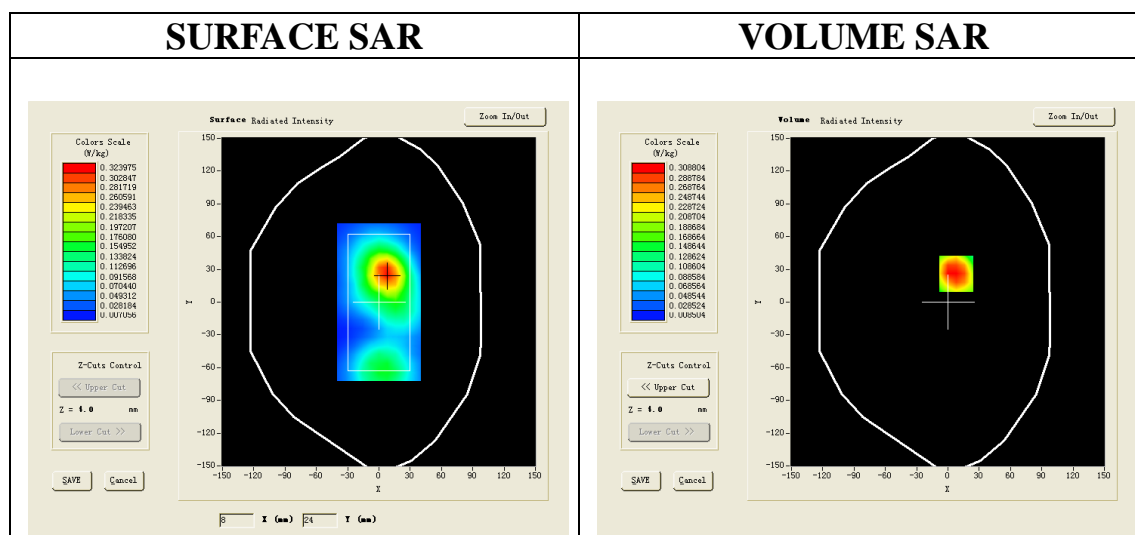 SURFACE SAR
VOLUME SAR
Surface Radiated Intensity
Zoom In/Out
Colors Scale
(W/kg)
0.323975
0.302847
0.281719
0.260591
0.239463
0.218335
0.197207
0.176080
0.154952
0.133824
0.112696
0.091568
0.070440
0.049312
0.028184
0.007056
150
120
90
60
30
0
-30
-60
-90
-120
-150
Y
-150 -120 -90 -60 -30 0 30 60 90 120 150
X
Z-Cuts Control
<< Upper Cut
Z = 4.0 mm
Lower Cut >>
SAVE Cancel
8 X (mm) 24 Y (mm)
Volume Radiated Intensity
Zoom In/Out
Colors Scale
(W/kg)
0.308804
0.288784
0.268764
0.248744
0.228724
0.208704
0.188684
0.168664
0.148644
0.128624
0.108604
0.088584
0.068564
0.048544
0.028524
0.008504
150
120
90
60
30
0
-30
-60
-90
-120
-150
Y
-150 -120 -90 -60 -30 0 30 60 90 120 150
X
Z-Cuts Control
<< Upper Cut
Z = 4.0 mm
Lower Cut >>
SAVE Cancel